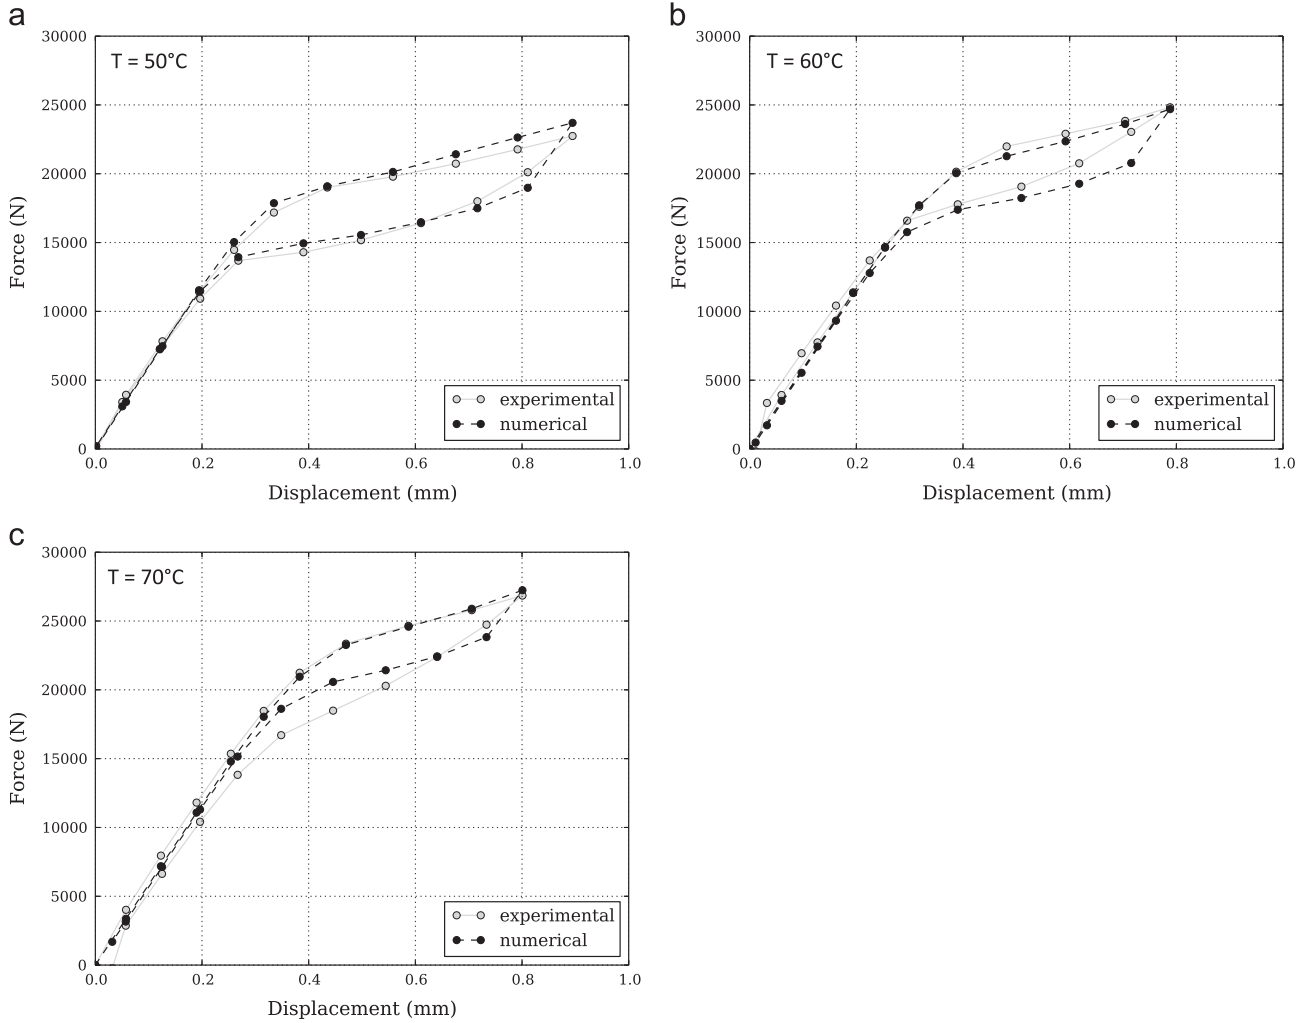 a
T = 50°C
30000
25000
20000
15000
10000
5000
0
0.0 0.2 0.4 0.6 0.8 1.0
Force (N)
Displacement (mm)
experimental
numerical
b
T = 60°C
30000
25000
20000
15000
10000
5000
0
0.0 0.2 0.4 0.6 0.8 1.0
Force (N)
Displacement (mm)
experimental
numerical
c
T = 70°C
30000
25000
20000
15000
10000
5000
0
0.0 0.2 0.4 0.6 0.8 1.0
Force (N)
Displacement (mm)
experimental
numerical